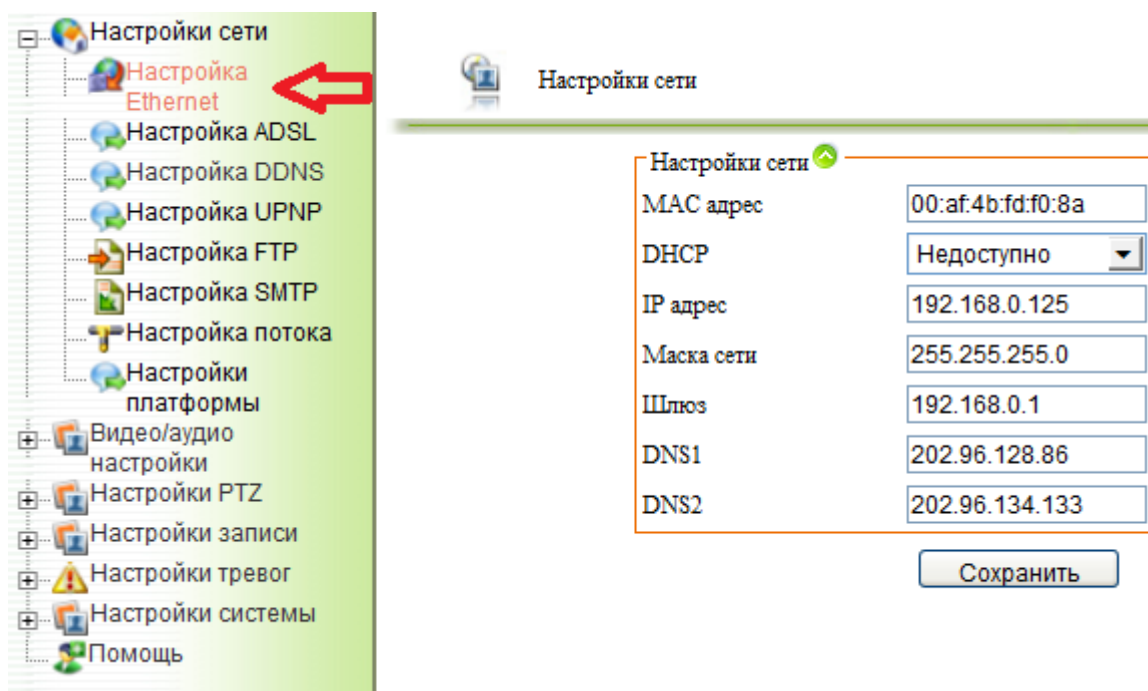 Настройки сети
Настройка
Ethernet
Настройка ADSL
Настройка DDNS
Настройка UPNP
Настройка FTP
Настройка SMTP
Настройка потока
Настройки
платформы
Видео/аудио
настройки
Настройки PTZ
Настройки записи
Настройки тревог
Настройки системы
Помощь
Настройки сети
Настройки сети
MAC адрес 00:af:4b:fd:f0:8a
DHCP Недоступно
IP адрес 192.168.0.125
Маска сети 255.255.255.0
Шлюз 192.168.0.1
DNS1 202.96.128.86
DNS2 202.96.134.133
Сохранить